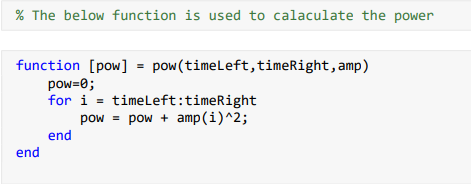 % The below function is used to calaculate the power
function [pow] = pow(timeLeft,timeRight,amp)
pow=0;
for i = timeLeft:timeRight
pow = pow + amp(i)^2;
end
end